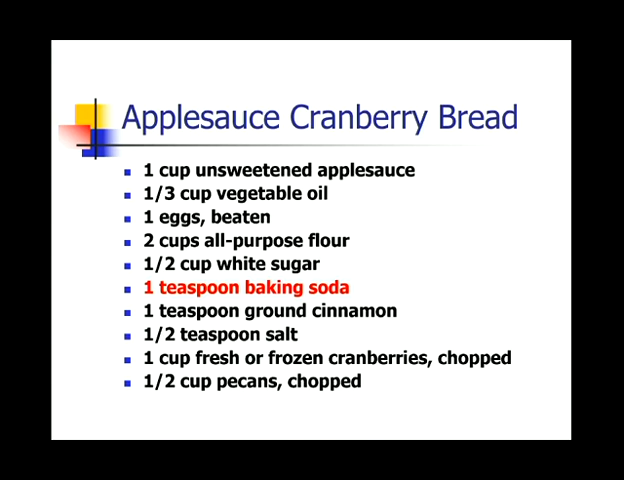 Applesauce Cranberry Bread
1 cup unsweetened applesauce
1/3 cup vegetable oil
1 eggs, beaten
2 cups all-purpose flour
1/2 cup white sugar
1 teaspoon baking soda
1 teaspoon ground cinnamon
1/2 teaspoon salt
1 cup fresh or frozen cranberries, chopped
1/2 cup pecans, chopped